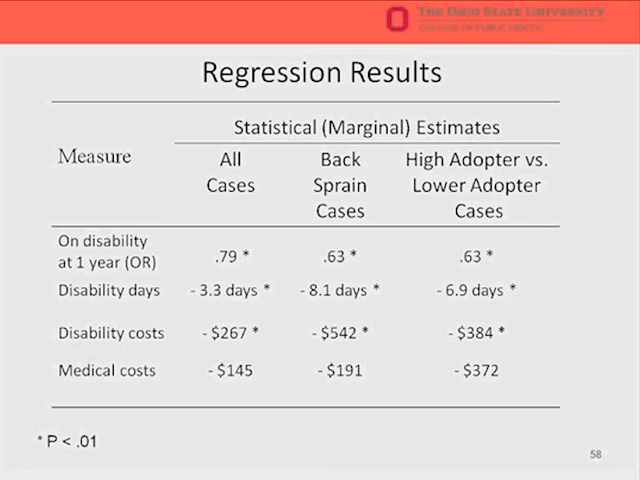 THE OHIO STATE UNIVERSITY
COLLEGE OF PUBLIC HEALTH
Regression Results
Statistical (Marginal) Estimates
Measure
All Cases
Back Sprain Cases
High Adopter vs. Lower Adopter Cases
On disability at 1 year (OR) .79 * .63 * .63 *
Disability days - 3.3 days * - 8.1 days * - 6.9 days *
Disability costs - $267 * - $542 * - $384 *
Medical costs - $145 - $191 - $372
* P < .01
58